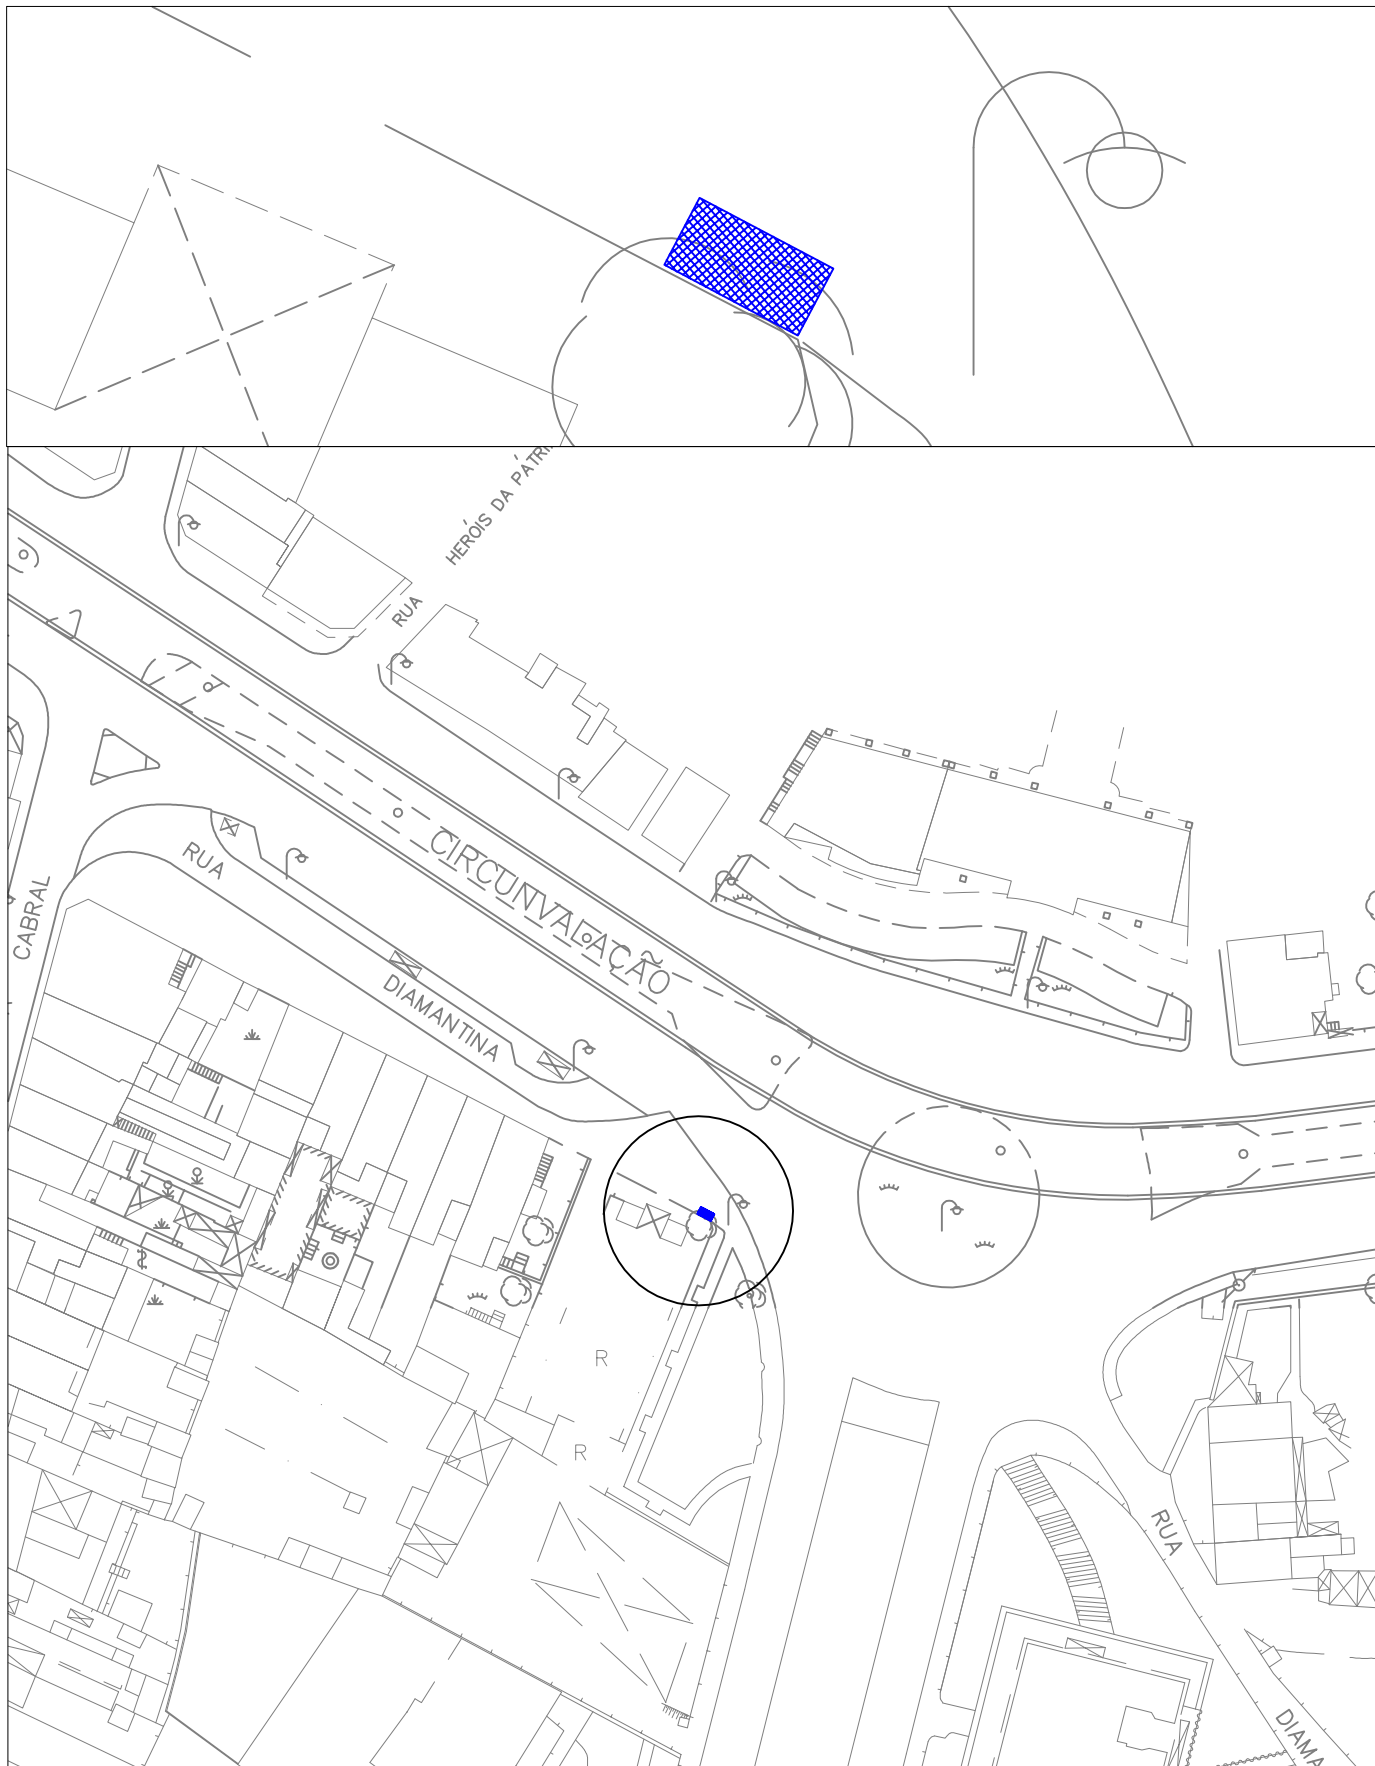 HERÓIS DA PÁTRI
RUA
CIRCUNVALAÇÃO
RUA
CABRAL
DIAMANTINA
R
R
RUA
DIAMA